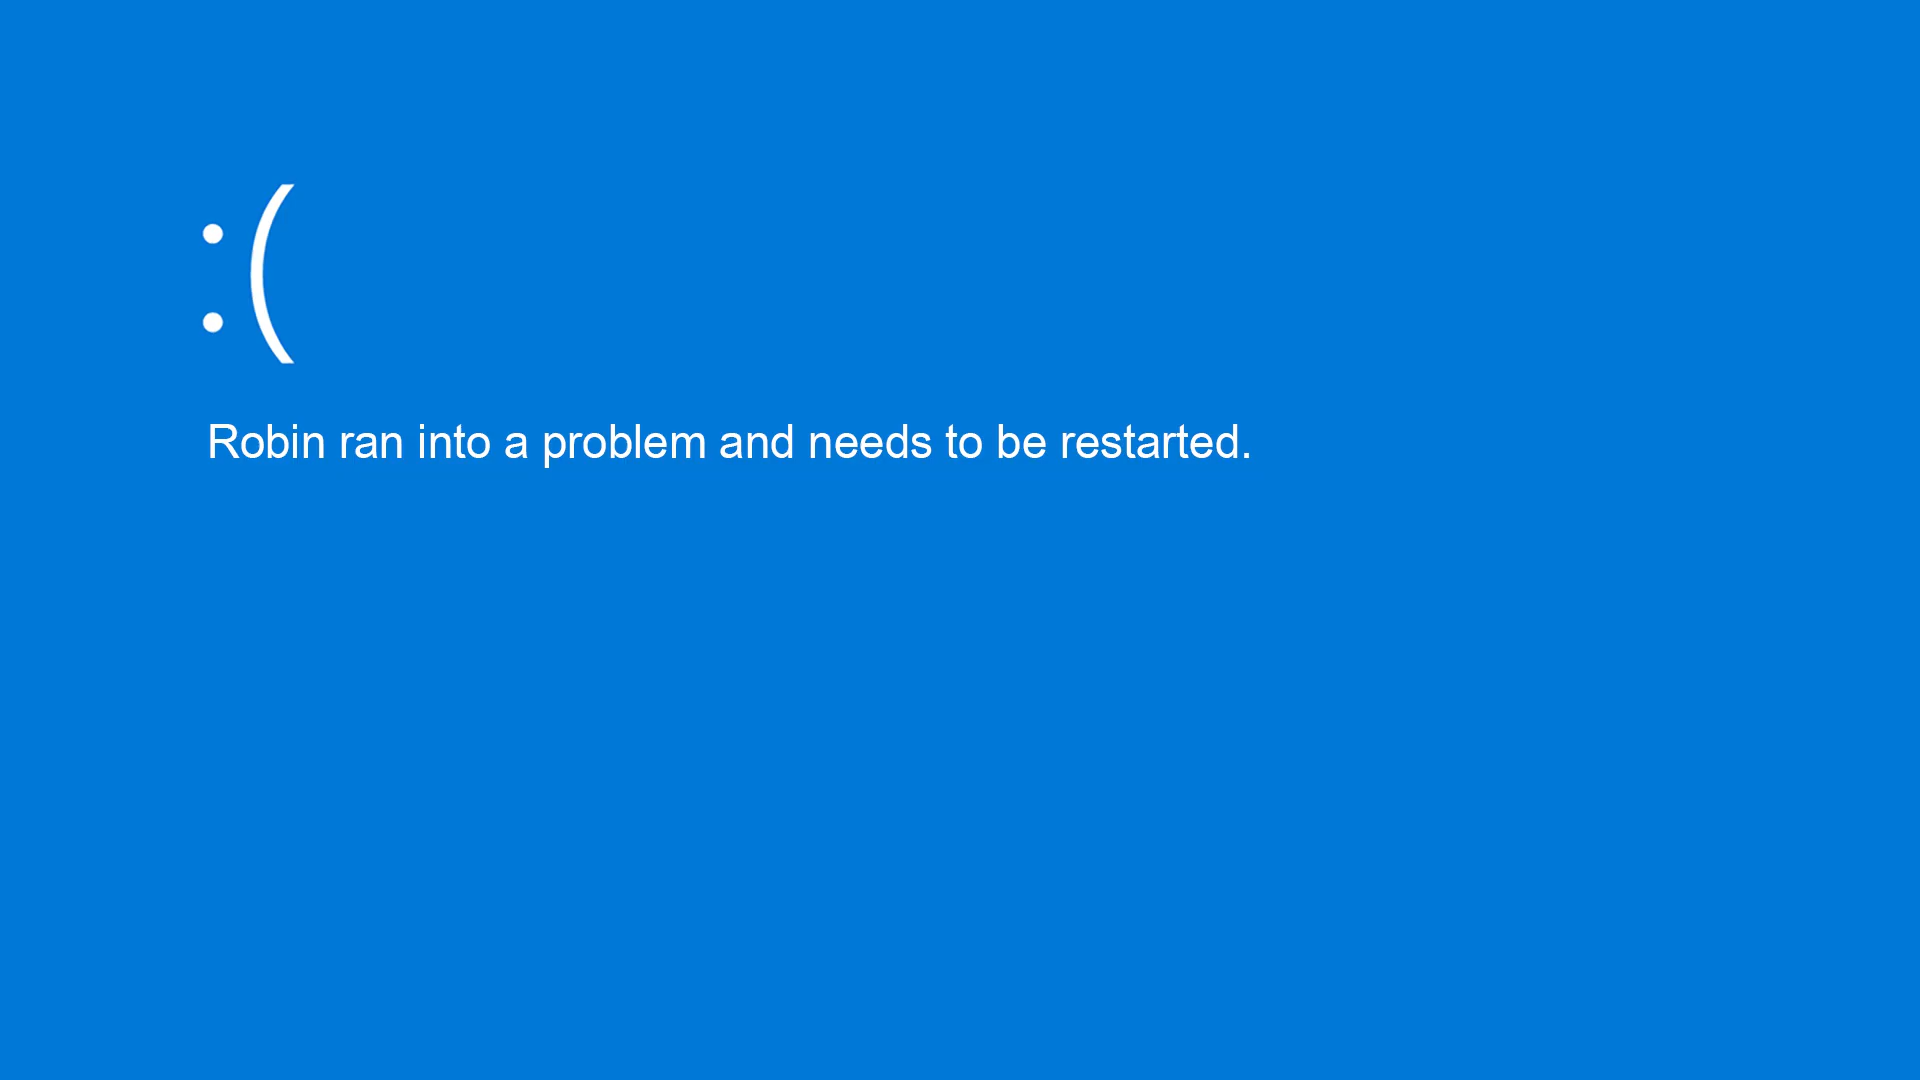 :(
Robin ran into a problem and needs to be restarted.